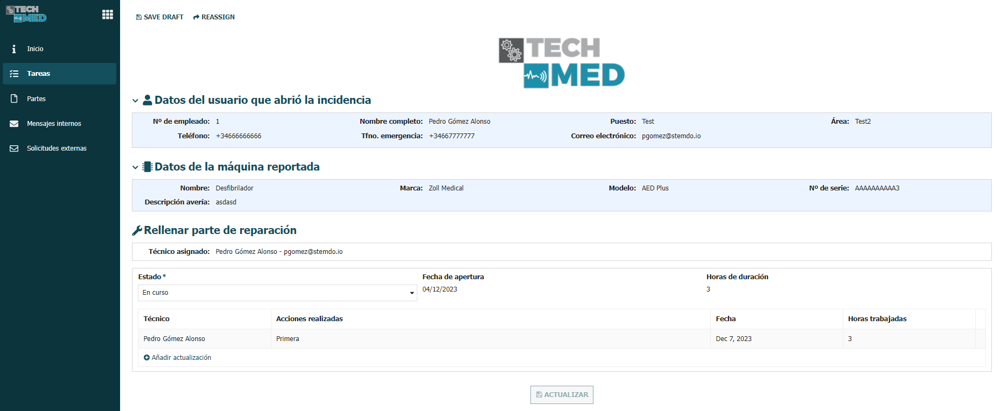 TECH
MED
Inicio
Tareas
Partes
Mensajes internos
Solicitudes externas
SAVE DRAFT REASSIGN
TECH
MED
Datos del usuario que abrió la incidencia
Nº de empleado: 1 Nombre completo: Pedro Gómez Alonso Puesto: Test Área: Test2
Teléfono: +34666666666 Tfno. emergencia: +34667777777 Correo electrónico: pgomez@stemdo.io
Datos de la máquina reportada
Nombre: Desfibrilador Marca: Zoll Medical Modelo: AED Plus Nº de serie: AAAAAAAAAA3
Descripción avería: asdasd
Rellenar parte de reparación
Técnico asignado: Pedro Gómez Alonso - pgomez@stemdo.io
Estado * Fecha de apertura Horas de duración
En curso 04/12/2023 3
Técnico Acciones realizadas Fecha Horas trabajadas
Pedro Gómez Alonso Primera Dec 7, 2023 3
Añadir actualización
ACTUALIZAR